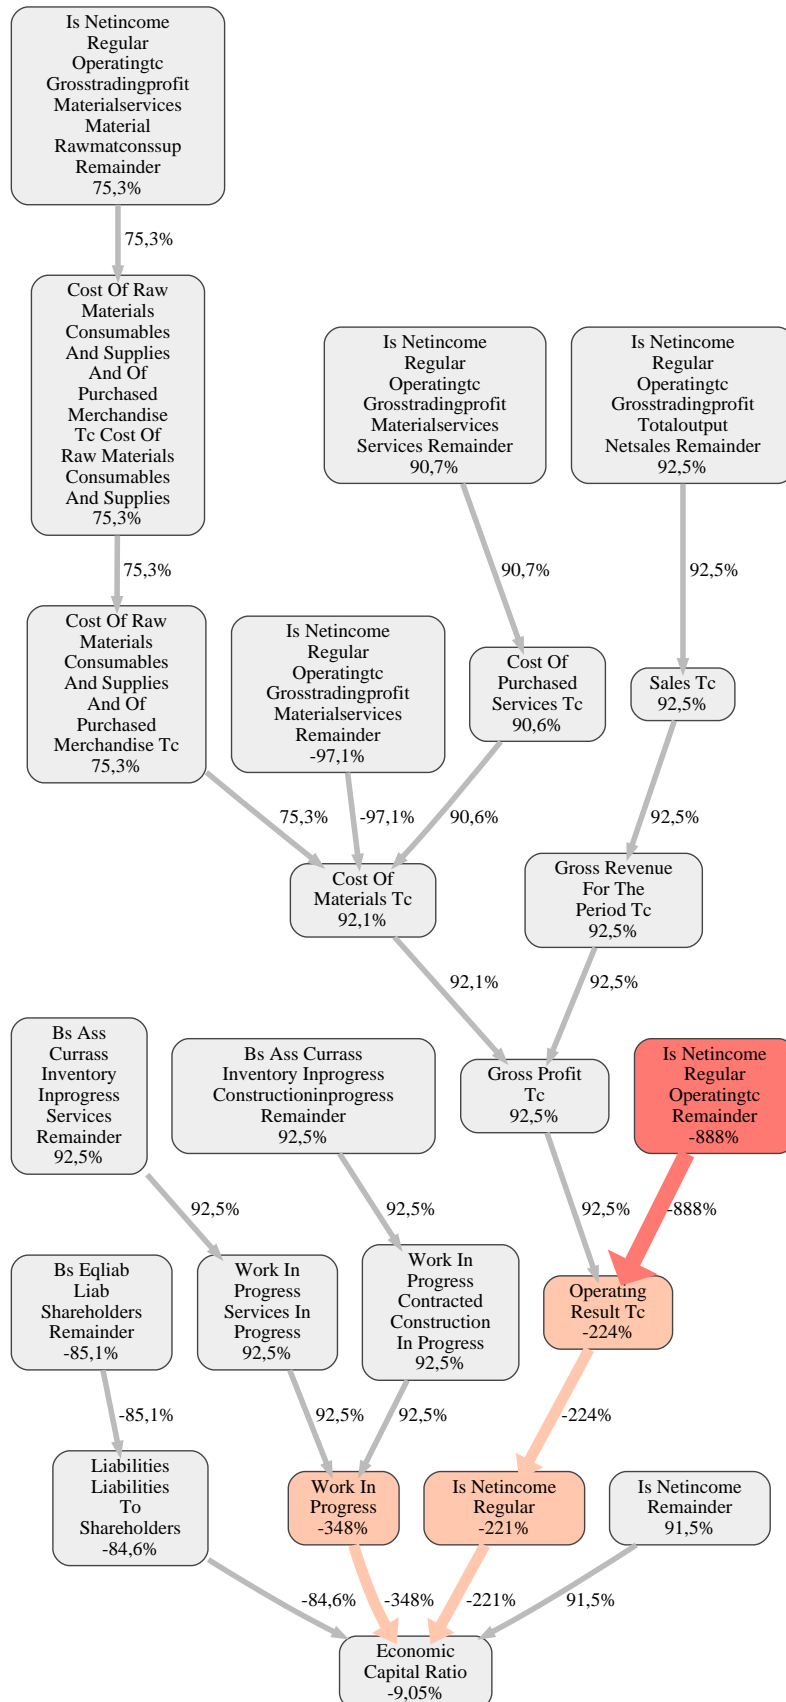 Is Netincome
Regular
Operatingtc
Grosstradingprofit
Materialservices
Material
Rawmatconssup
Remainder
75,3%
75,3%
Cost Of Raw
Materials
Consumables
And Supplies
And Of
Purchased
Merchandise
Tc Cost Of
Raw Materials
Consumables
And Supplies
75,3%
Is Netincome
Regular
Operatingtc
Grosstradingprofit
Materialservices
Services Remainder
90,7%
Is Netincome
Regular
Operatingtc
Grosstradingprofit
Totaloutput
Netsales Remainder
92,5%
75,3%
90,7%
92,5%
Cost Of Raw
Materials
Consumables
And Supplies
And Of
Purchased
Merchandise Tc
75,3%
Is Netincome
Regular
Operatingtc
Grosstradingprofit
Materialservices
Remainder
-97,1%
Cost Of
Purchased
Services Tc
90,6%
Sales Tc
92,5%
75,3%
-97,1%
90,6%
92,5%
Cost Of
Materials Tc
92,1%
Gross Revenue
For The
Period Tc
92,5%
92,1%
92,5%
Bs Ass
Currass
Inventory
Inprogress
Services
Remainder
92,5%
Bs Ass Currass
Inventory Inprogress
Constructioninprogress
Remainder
92,5%
Gross Profit
Tc
92,5%
Is Netincome
Regular
Operatingtc
Remainder
-888%
92,5%
92,5%
92,5%
-888%
Bs Eqliab
Liab
Shareholders
Remainder
-85,1%
Work In
Progress
Services In
Progress
92,5%
Work In
Progress
Contracted
Construction
In Progress
92,5%
Operating
Result Tc
-224%
-85,1%
92,5%
92,5%
-224%
Liabilities
Liabilities
To
Shareholders
-84,6%
Work In
Progress
-348%
Is Netincome
Regular
-221%
Is Netincome
Remainder
91,5%
-84,6%
-348%
-221%
91,5%
Economic
Capital Ratio
-9,05%